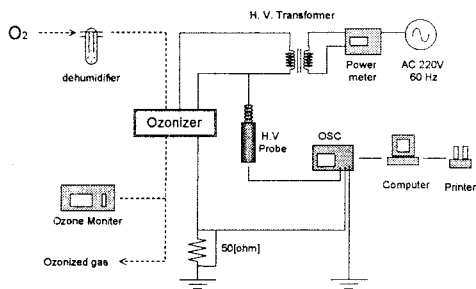 H. V. Transformer
O₂
dehumidifier
Power
meter
AC 220V
60 Hz
Ozonizer
H.V
Probe
OSC
Computer
Printer
Ozone Moniter
50[ohm]
Ozonized gas